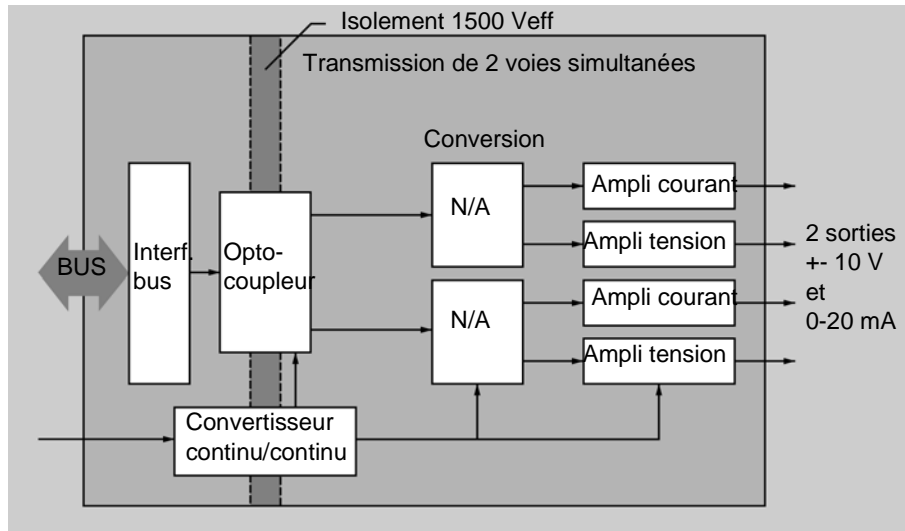 Isolement 1500 Veff
Transmission de 2 voies simultanées
Conversion
BUS
Interf.
bus
Opto-
coupleur
N/A
Ampli courant
Ampli tension
N/A
Ampli courant
Ampli tension
2 sorties
+- 10 V
et
0-20 mA
Convertisseur
continu/continu